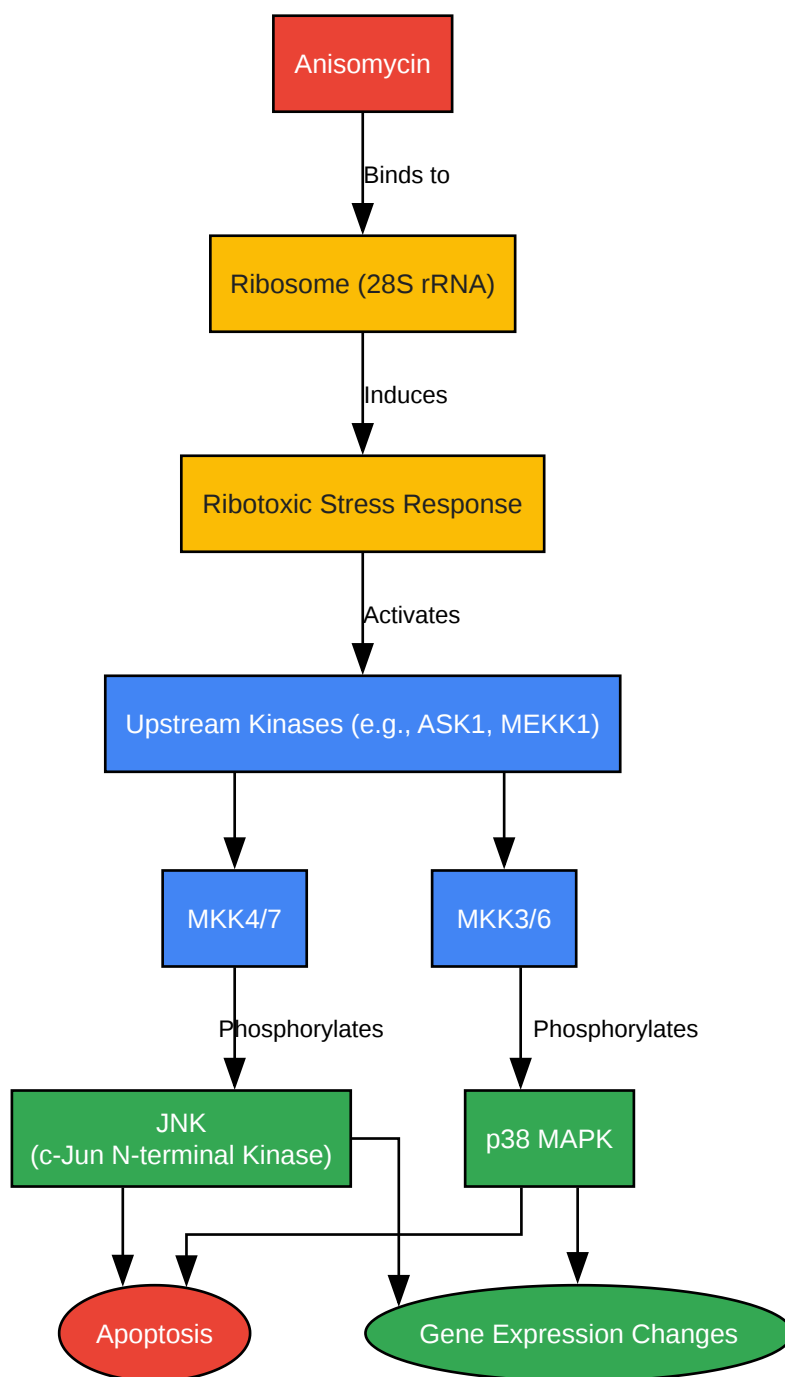 Anisomycin
Binds to
Ribosome (28S rRNA)
Induces
Ribotoxic Stress Response
Activates
Upstream Kinases (e.g., ASK1, MEKK1)
MKK4/7
MKK3/6
Phosphorylates
Phosphorylates
JNK
(c-Jun N-terminal Kinase)
p38 MAPK
Apoptosis
Gene Expression Changes